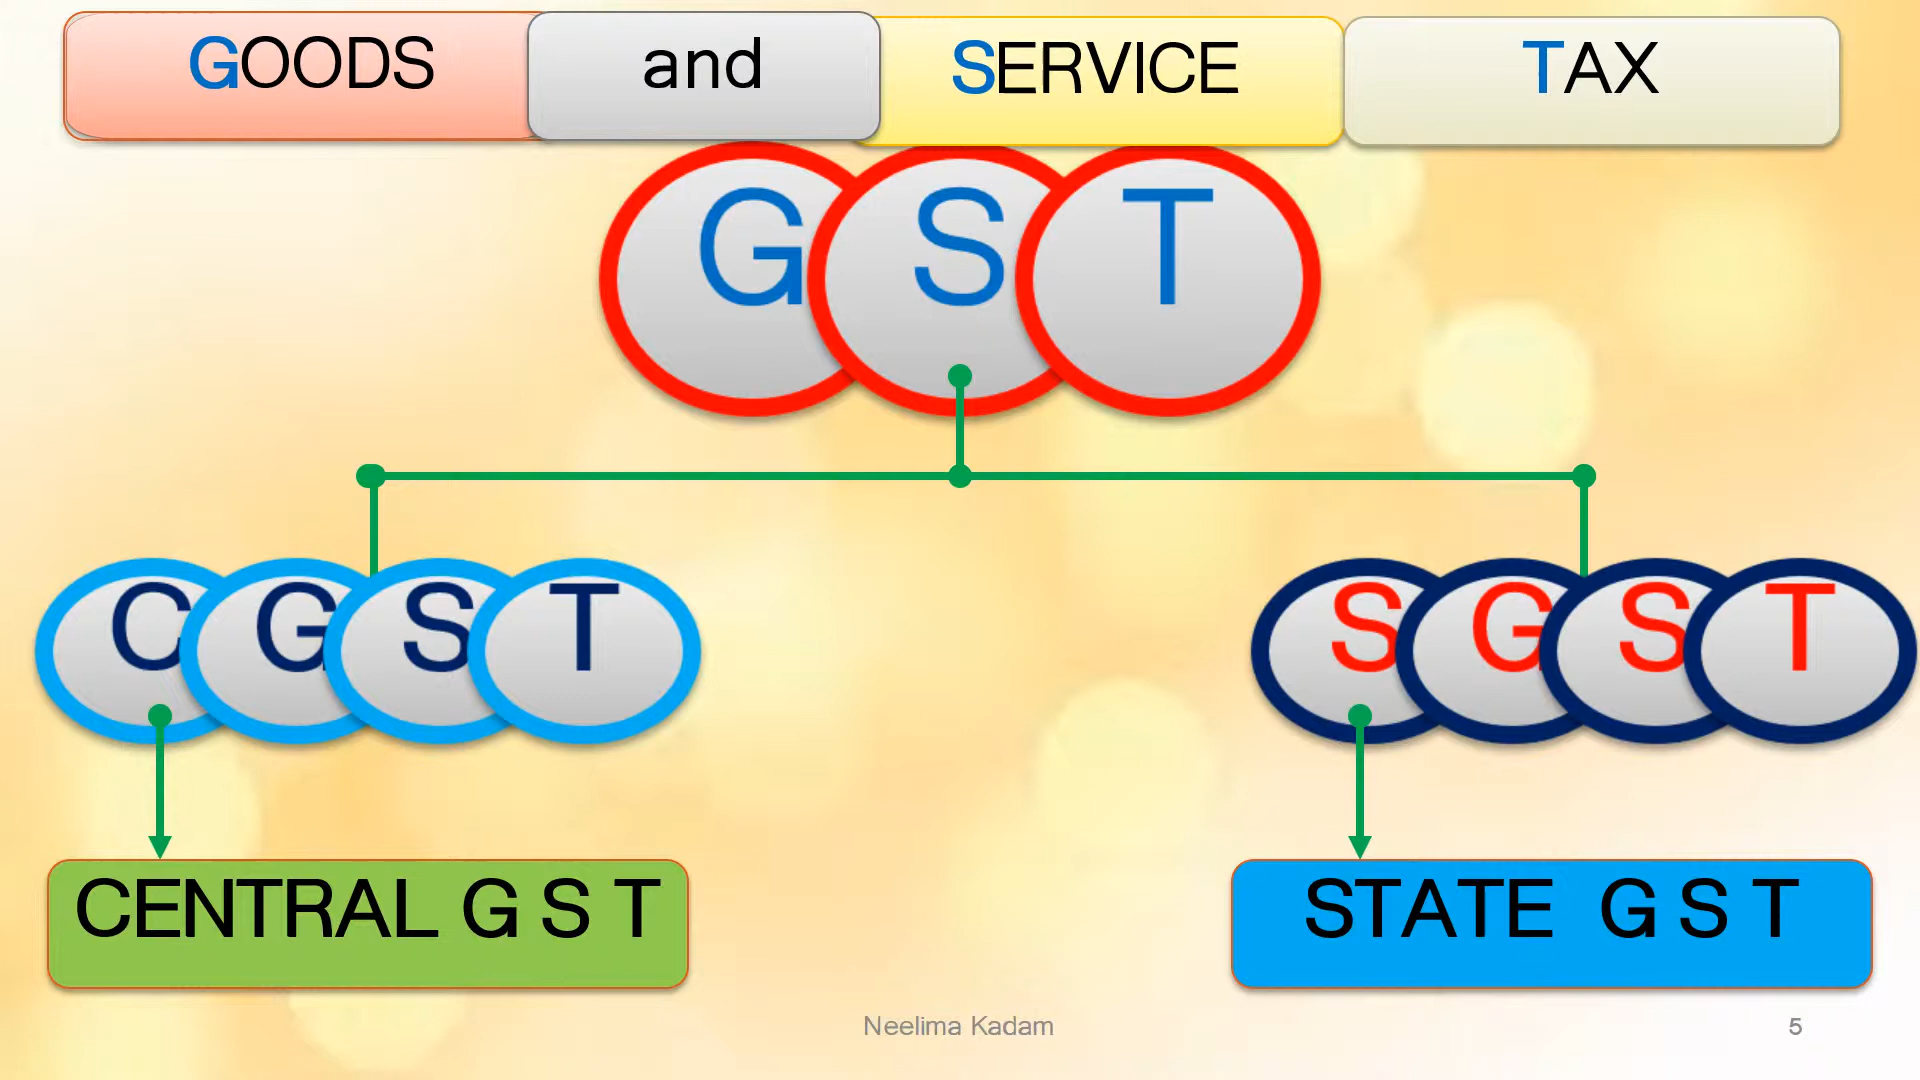 GOODS and SERVICE TAX
G S T
C G S T
S G S T
CENTRAL G S T
STATE G S T
Neelima Kadam
5